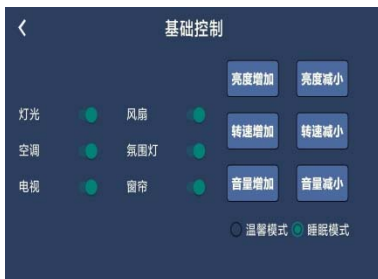 基础控制
亮度增加 亮度减小
灯光 风扇
转速增加 转速减小
空调 氛围灯
电视 窗帘
音量增加 音量减小
温馨模式 睡眠模式